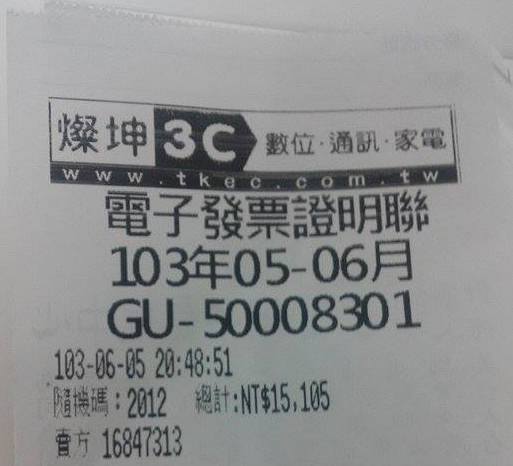 燦坤 3C 數位·通訊·家電
www.tkec.com.tw
電子發票證明聯
103年05-06月
GU-50008301
103-06-05 20:48:51
隨機碼:2012 總計:NT$15,105
賣方 16847313